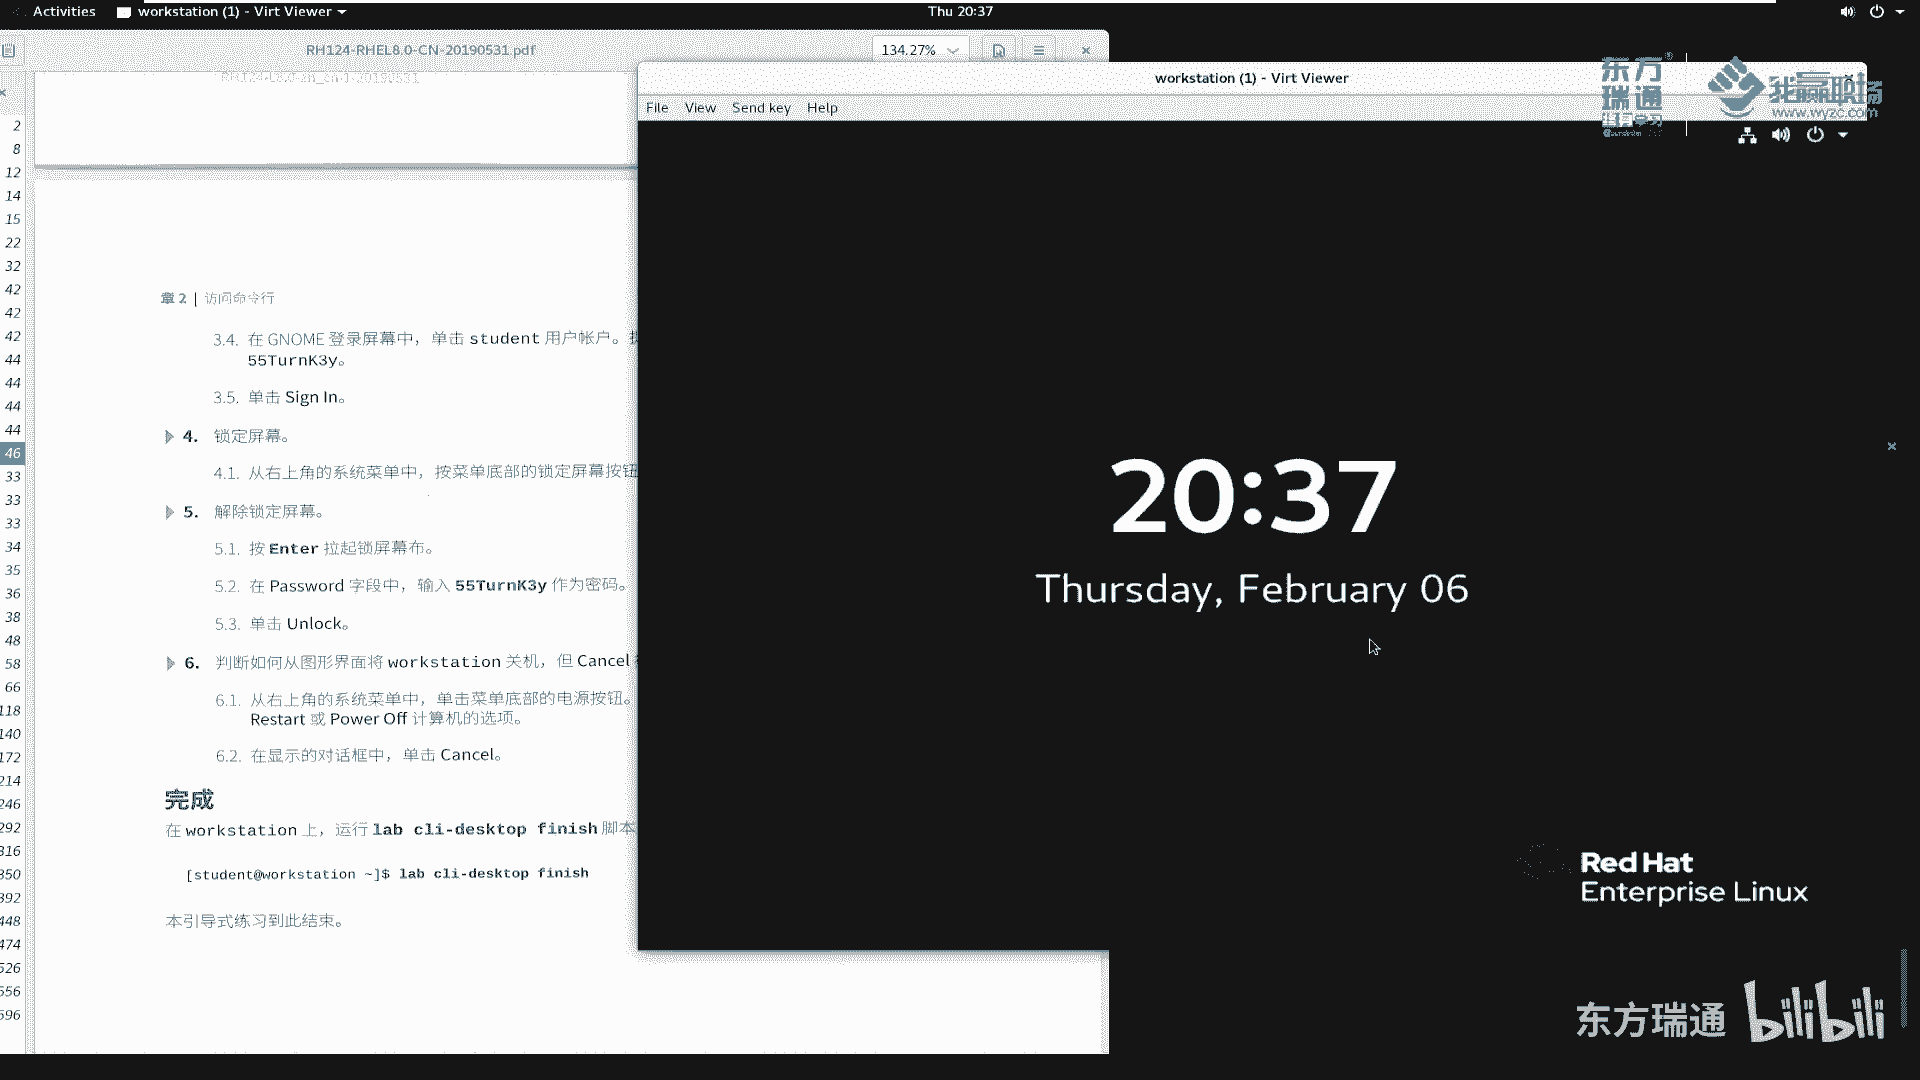 Activities
workstation (1) - Virt Viewer
Thu 20:37
RH124-RHEL8.0-CN-20190531.pdf
134.27%
workstation (1) - Virt Viewer
File View Send key Help
东方
瑞通
终身学习
我赢职场
www.wyzc.com
2
8
12
14
15
22
32
42
42
42
44
44
44
44
46
33
33
33
34
35
36
38
48
58
66
118
140
172
214
246
292
316
350
392
448
474
526
556
596
RH124-L8.0-zh_cn-1-20190531
章 2 | 访问命令行
3.4. 在 GNOME 登录屏幕中，单击 student 用户帐户。
55TurnK3y。
3.5. 单击 Sign In。
4. 锁定屏幕。
4.1. 从右上角的系统菜单中，按菜单底部的锁定屏幕按钮
5. 解除锁定屏幕。
5.1. 按 Enter 拉起锁屏幕布。
5.2. 在 Password 字段中，输入 55TurnK3y 作为密码。
5.3. 单击 Unlock。
6. 判断如何从图形界面将 workstation 关机，但 Cancel
6.1. 从右上角的系统菜单中，单击菜单底部的电源按钮。
Restart 或 Power Off 计算机的选项。
6.2. 在显示的对话框中，单击 Cancel。
完成
在 workstation 上，运行 lab cli-desktop finish 脚本
[student@workstation ~]$ lab cli-desktop finish
本引导式练习到此结束。
20:37
Thursday, February 06
Red Hat
Enterprise Linux
东方瑞通 bilibili